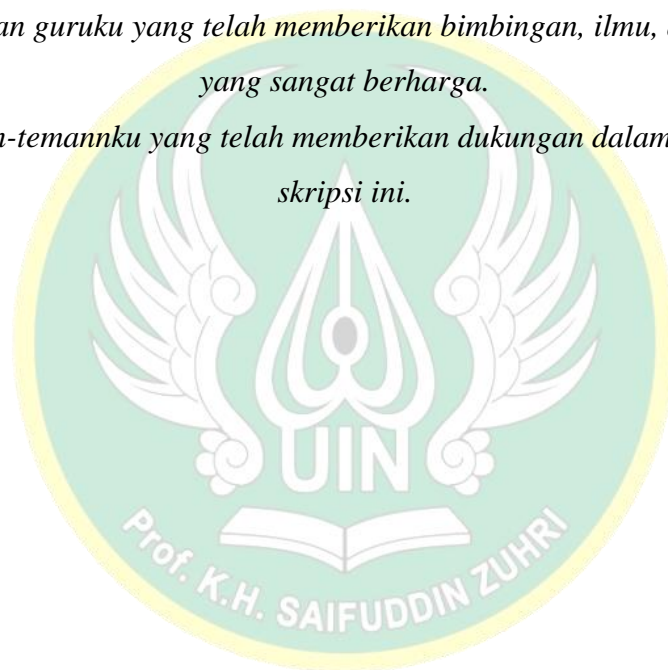 an guruku yang telah memberikan bimbingan, ilmu,
yang sangat berharga.
n-temannku yang telah memberikan dukungan dalam
skripsi ini.
UIN
Prof. K.H. SAIFUDDIN ZUHRI